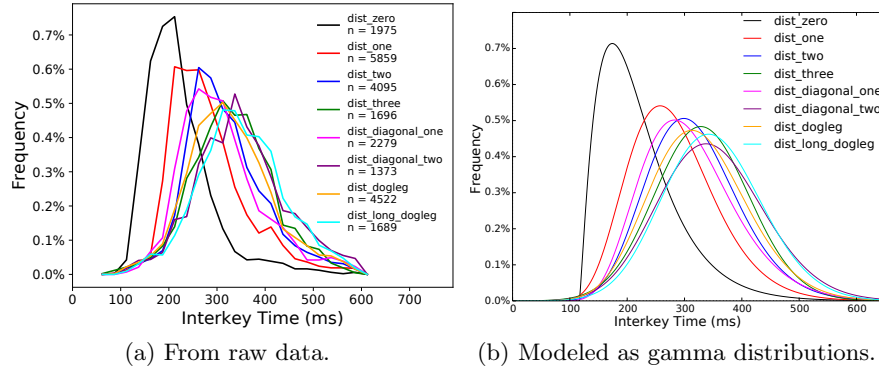 0.7%
0.6%
0.5%
0.4%
0.3%
0.2%
0.1%
0.0%
Frequency
0
100
200
300
400
500
600
700
Interkey Time (ms)
dist_zero
n = 1975
dist_one
n = 5859
dist_two
n = 4095
dist_three
n = 1696
dist_diagonal_one
n = 2279
dist_diagonal_two
n = 1373
dist_dogleg
n = 4522
dist_long_dogleg
n = 1689
(a) From raw data.
0.7%
0.6%
0.5%
0.4%
0.3%
0.2%
0.1%
0.0%
Frequency
0
100
200
300
400
500
600
Interkey Time (ms)
dist_zero
dist_one
dist_two
dist_three
dist_diagonal_one
dist_diagonal_two
dist_dogleg
dist_long_dogleg
(b) Modeled as gamma distributions.